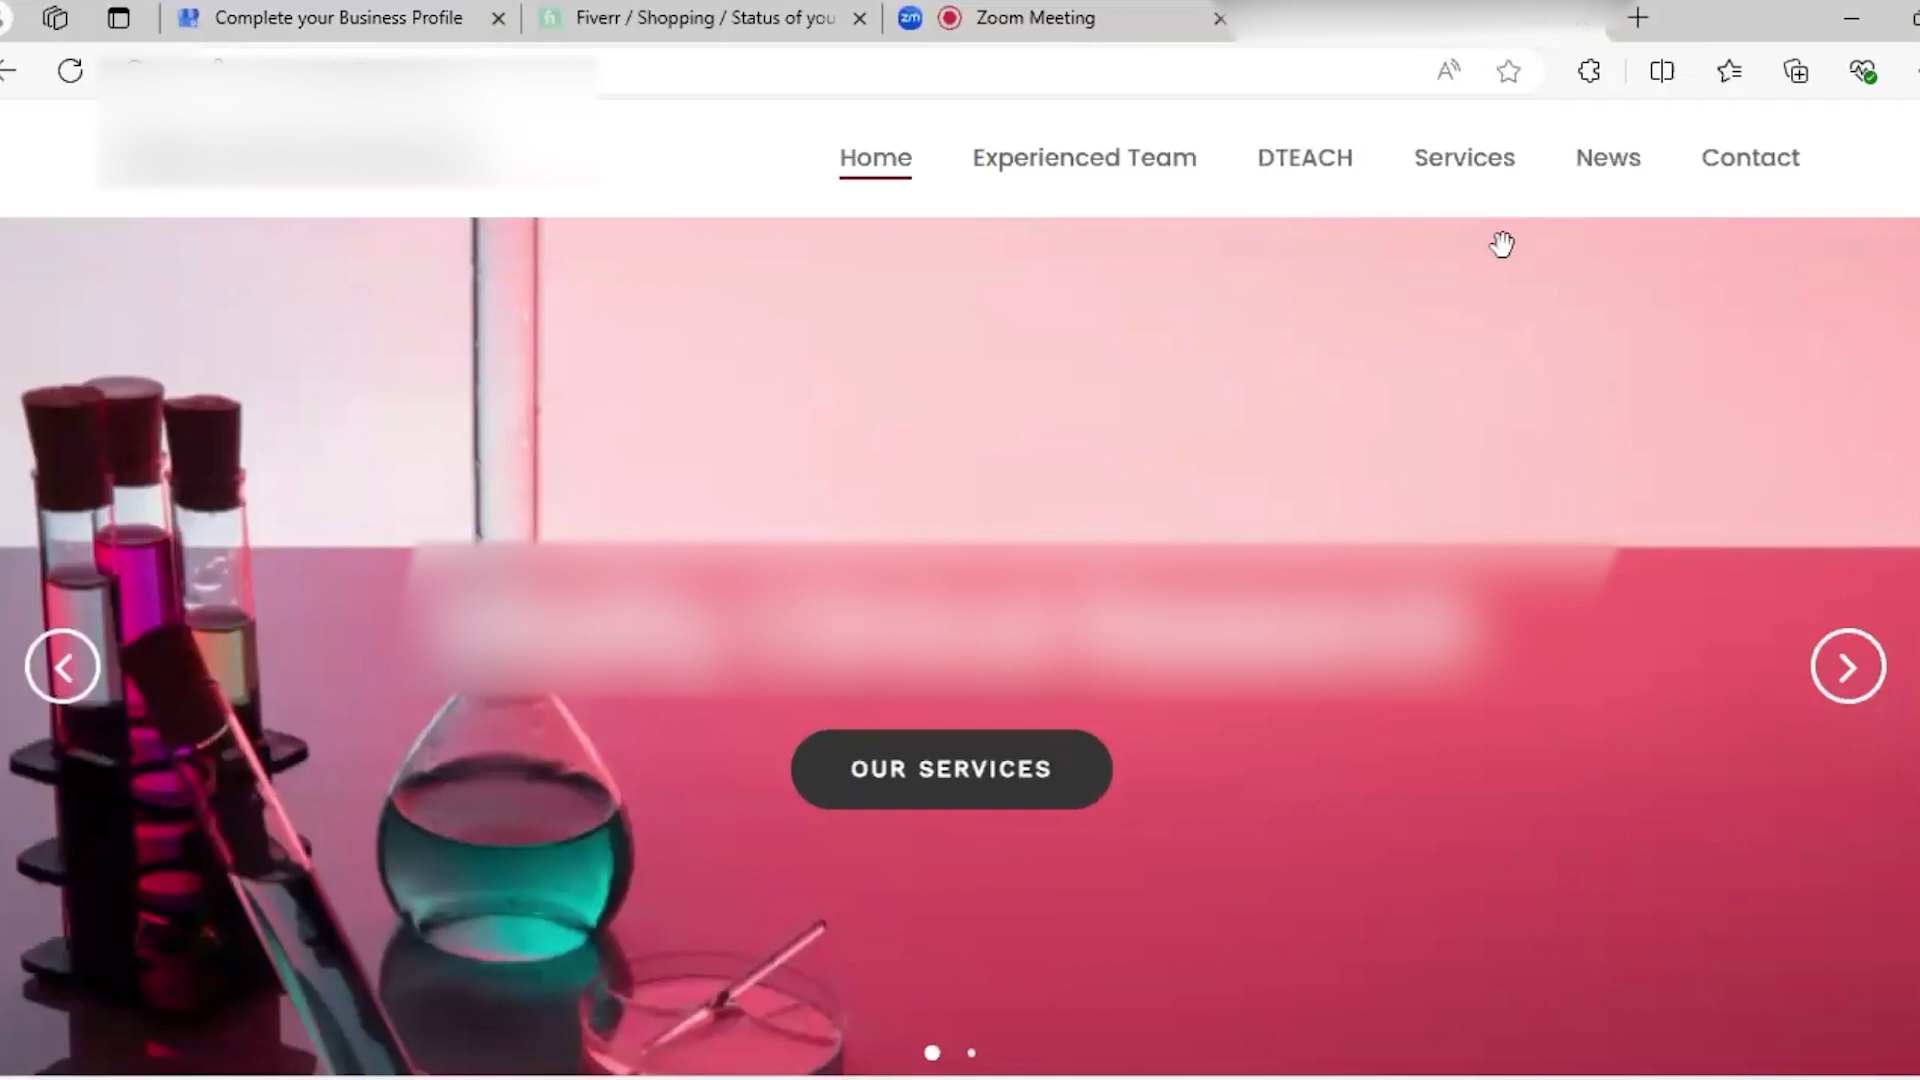 Complete your Business Profile
Fiverr / Shopping / Status of you
zm
Zoom Meeting
Home
Experienced Team
DTEACH
Services
News
Contact
OUR SERVICES